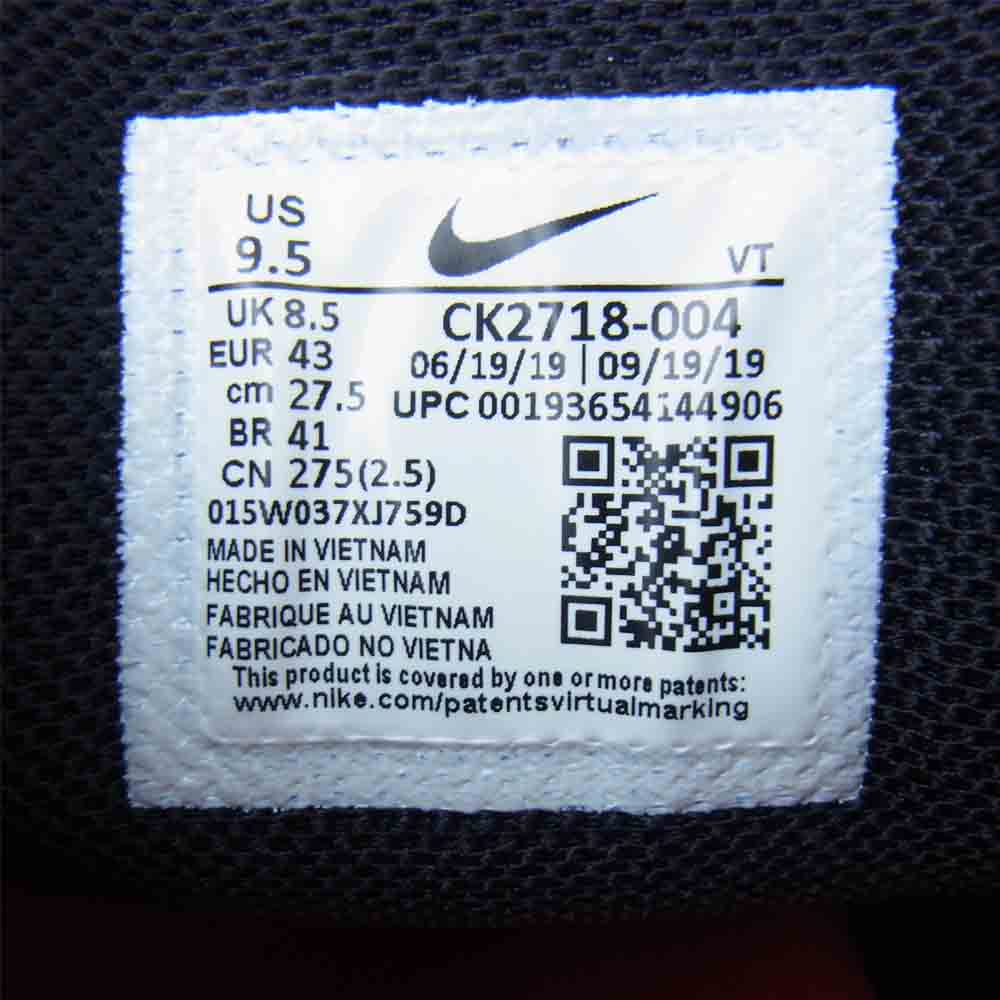 US
9.5
VT
UK 8.5
EUR 43
cm 27.5
BR 41
CN 275(2.5)
CK2718-004
06/19/19 | 09/19/19
UPC 00193654144906
015W037XJ759D
MADE IN VIETNAM
HECHO EN VIETNAM
FABRIQUE AU VIETNAM
FABRICADO NO VIETNA
This product is covered by one or more patents:
www.nike.com/patentsvirtualmarking